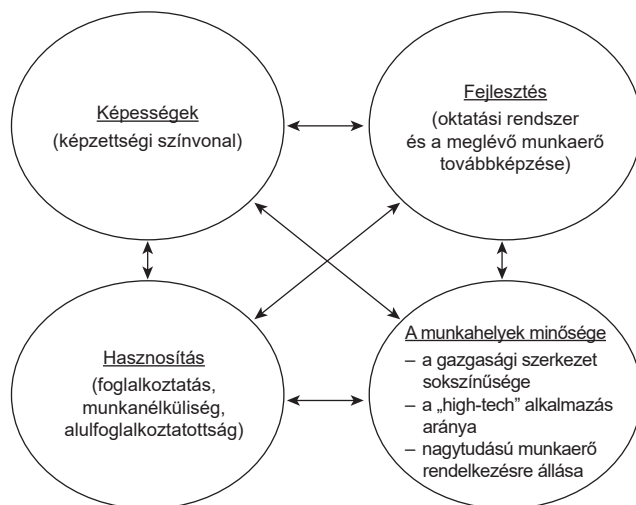 Képességek
(képzettségi színvonal)
Fejlesztés
(oktatási rendszer
és a meglévő munkaerő
továbbképzése)
Hasznosítás
(foglalkoztatás,
munkanélküliség,
alulfoglalkoztatottság)
A munkahelyek minősége
– a gazgasági szerkezet
sokszínűsége
– a „high-tech” alkalmazás
aránya
– nagytudású munkaerő
rendelkezésre állása